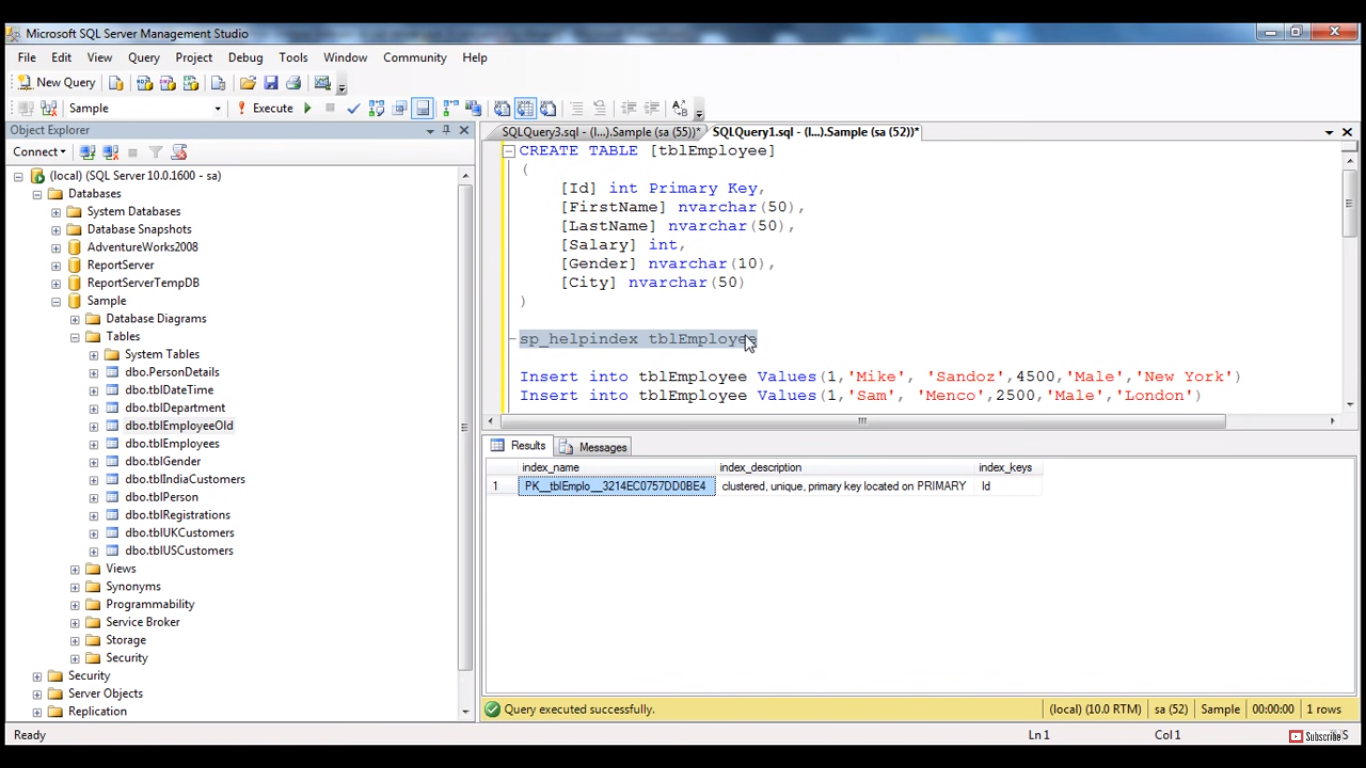 Microsoft SQL Server Management Studio
File Edit View Query Project Debug Tools Window Community Help
New Query
Sample Execute
Object Explorer
Connect
(local) (SQL Server 10.0.1600 - sa)
Databases
System Databases
Database Snapshots
AdventureWorks2008
ReportServer
ReportServerTempDB
Sample
Database Diagrams
Tables
System Tables
dbo.PersonDetails
dbo.tblDateTime
dbo.tblDepartment
dbo.tblEmployeeOld
dbo.tblEmployees
dbo.tblGender
dbo.tblIndiaCustomers
dbo.tblPerson
dbo.tblRegistrations
dbo.tblUKCustomers
dbo.tblUSCustomers
Views
Synonyms
Programmability
Service Broker
Storage
Security
Security
Server Objects
Replication
SQLQuery3.sql - (l...).Sample (sa (55))* SQLQuery1.sql - (l...).Sample (sa (52))*
CREATE TABLE [tblEmployee]
(
[Id] int Primary Key,
[FirstName] nvarchar(50),
[LastName] nvarchar(50),
[Salary] int,
[Gender] nvarchar(10),
[City] nvarchar(50)
)
sp_helpindex tblEmployee
Insert into tblEmployee Values(1,'Mike', 'Sandoz',4500,'Male','New York')
Insert into tblEmployee Values(1,'Sam', 'Menco',2500,'Male','London')
Results Messages
index_name index_description index_keys
1 PK__tblEmplo__3214EC0757DD0BE4 clustered, unique, primary key located on PRIMARY Id
Query executed successfully. (local) (10.0 RTM) sa (52) Sample 00:00:00 1 rows
Ready Ln 1 Col 1 Subscribe